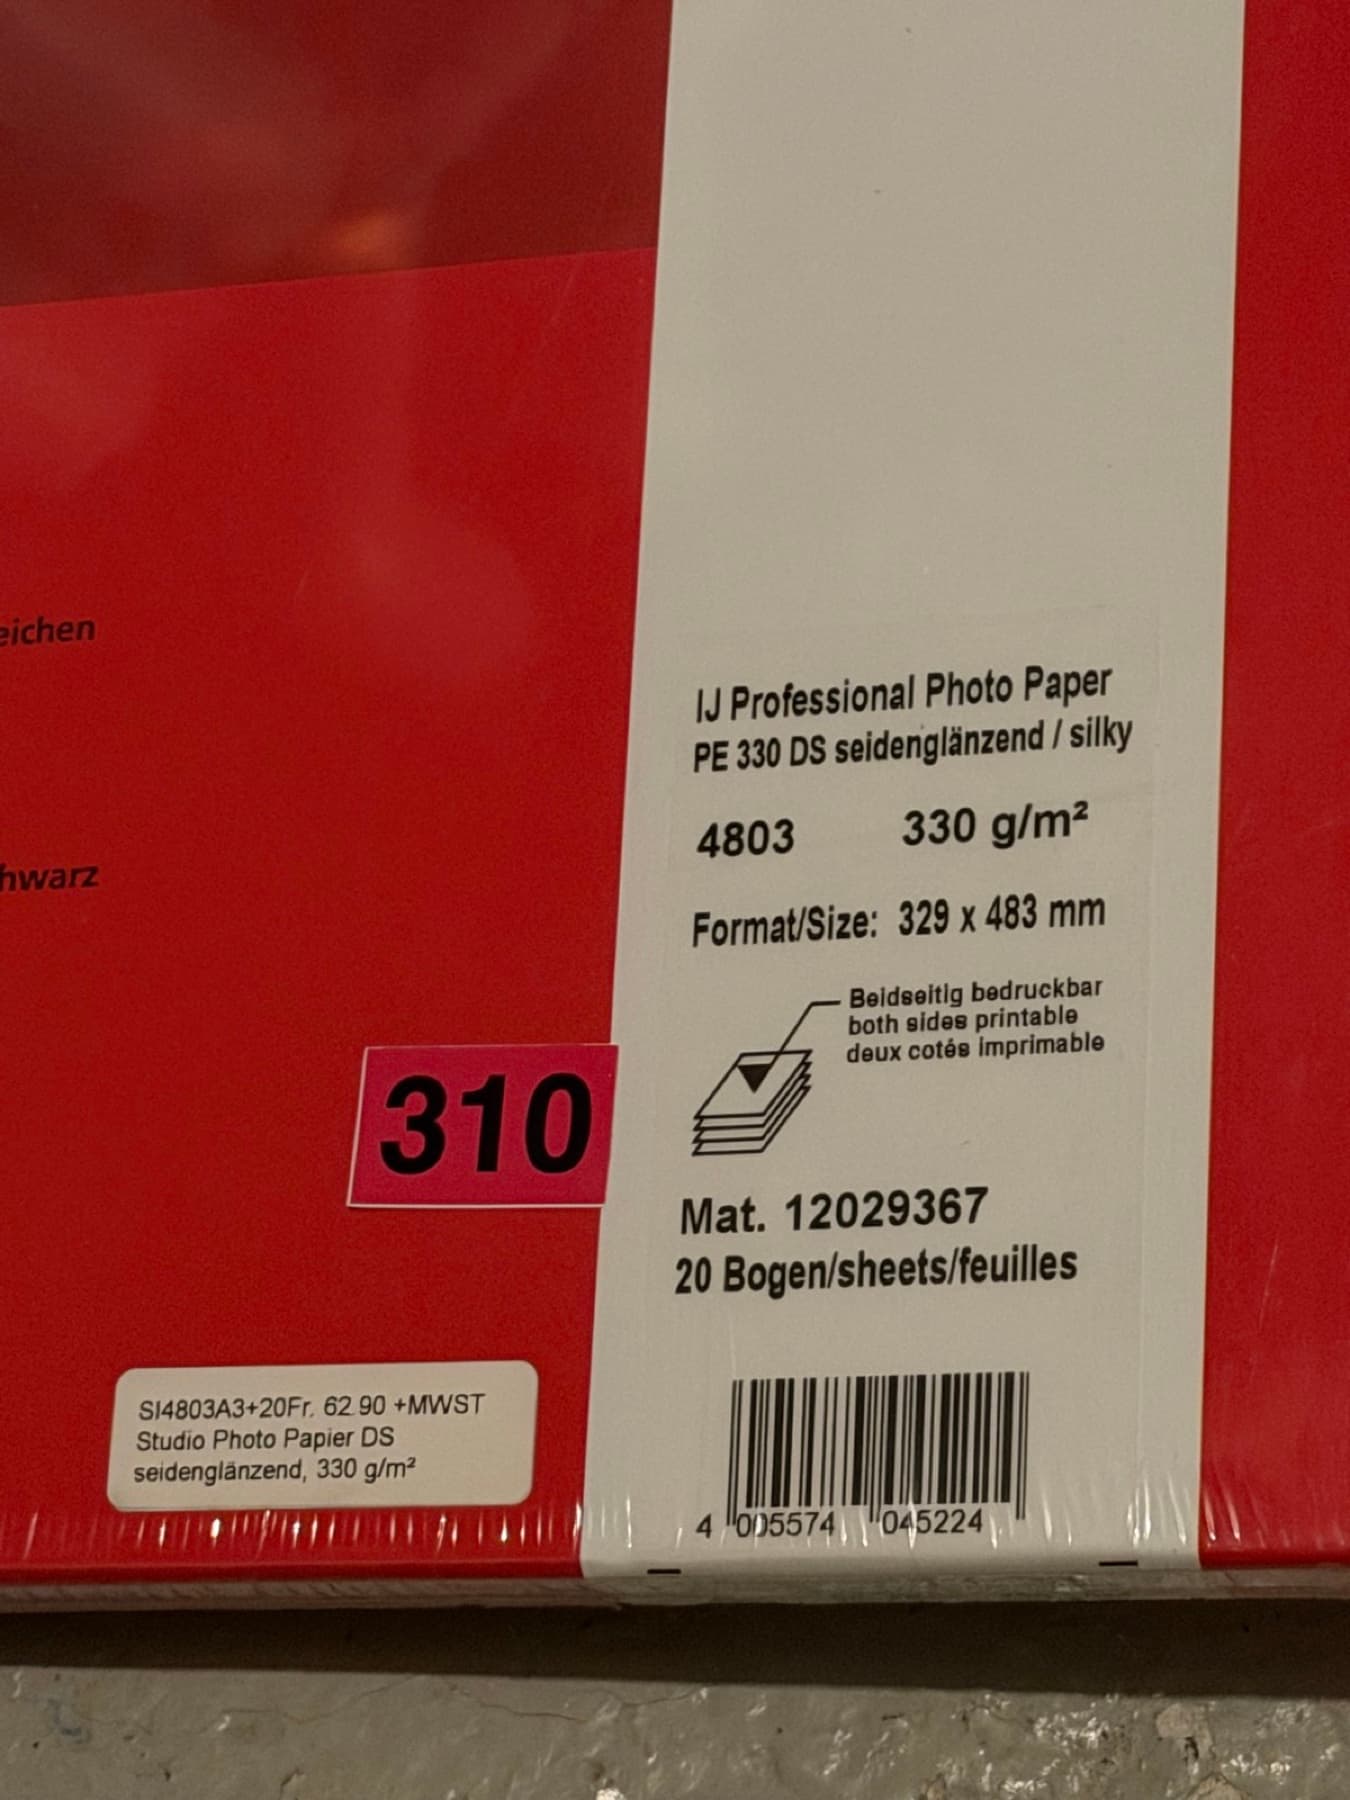 eichen
hwarz
IJ Professional Photo Paper
PE 330 DS seidenglänzend / silky
4803 330 g/m²
Format/Size: 329 x 483 mm
Beidseitig bedruckbar
both sides printable
deux cotés imprimable
310
Mat. 12029367
20 Bogen/sheets/feuilles
SI4803A3+20Fr. 62.90 +MWST
Studio Photo Papier DS
seidenglänzend, 330 g/m²
4 005574 045224